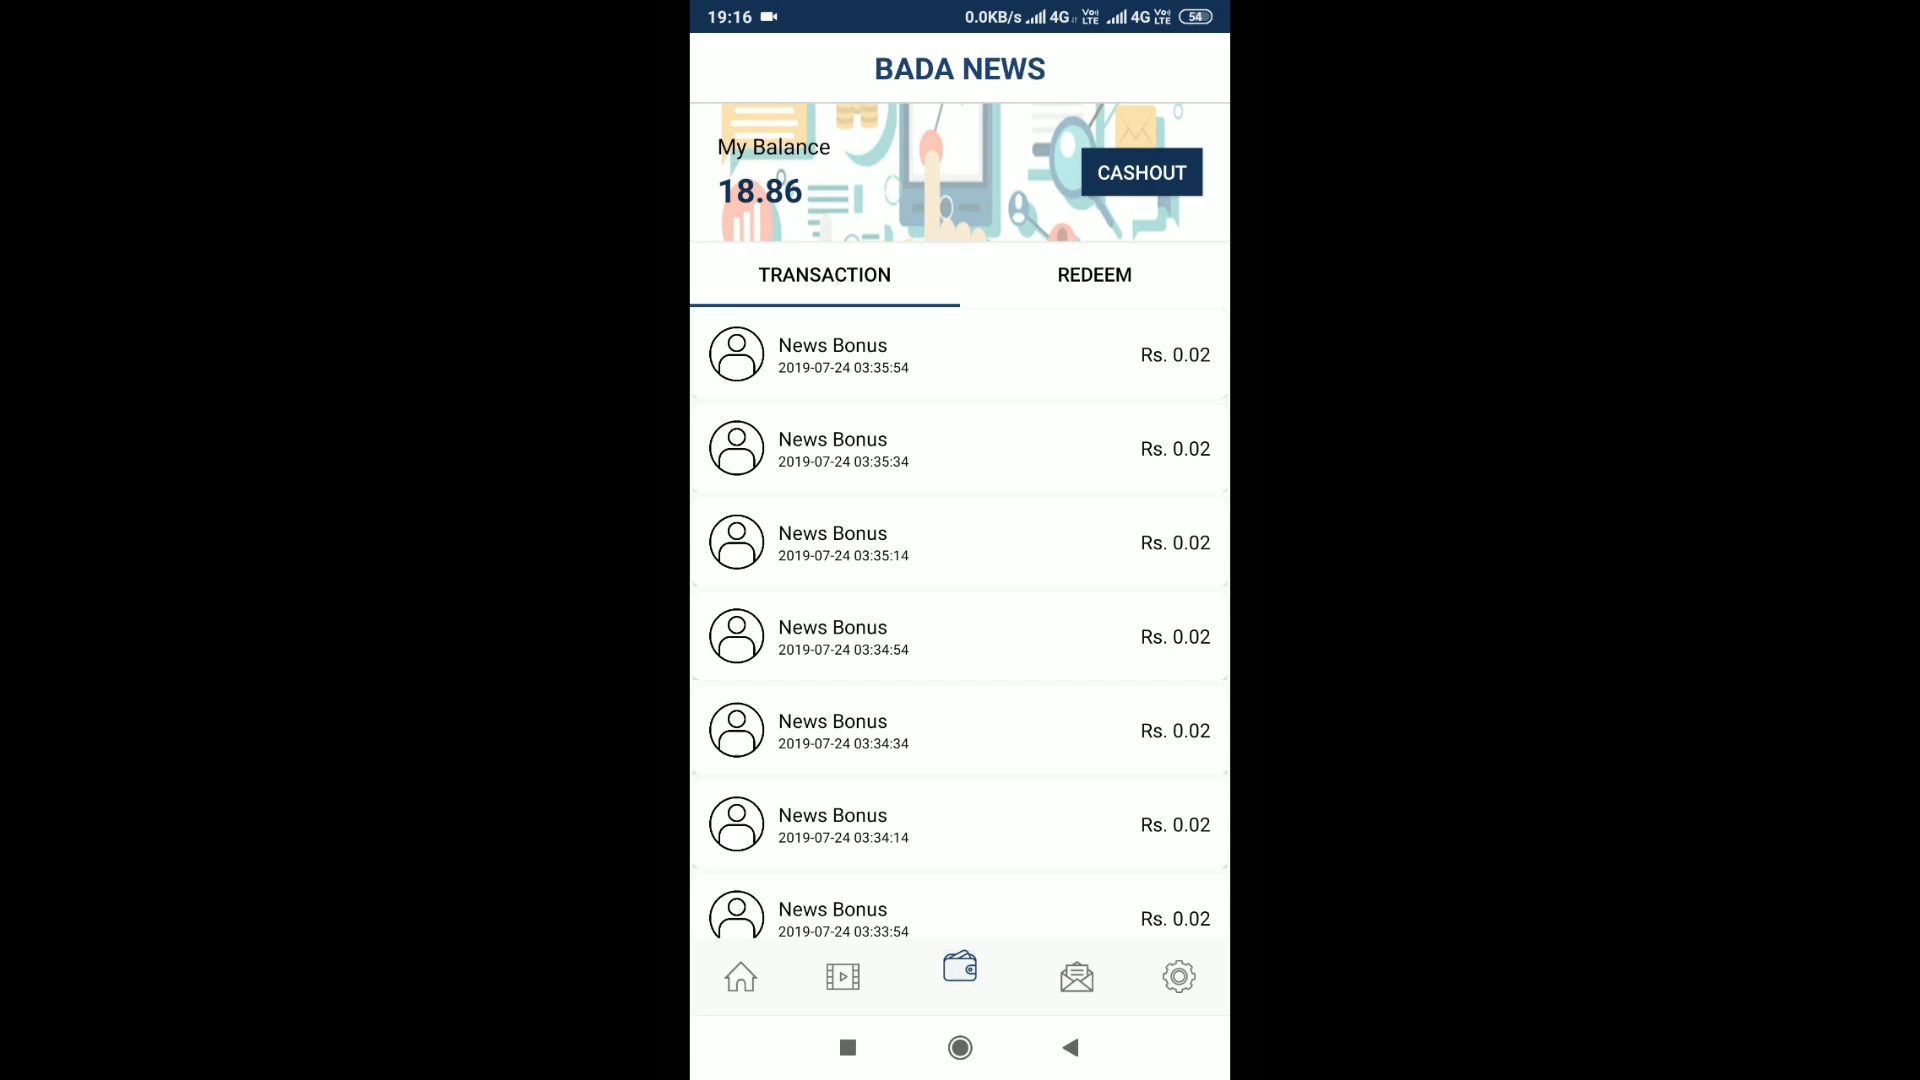 19:16 0.0KB/s 4G Vo) LTE 4G Vo) LTE 54
BADA NEWS
My Balance
18.86
CASHOUT
TRANSACTION REDEEM
News Bonus
2019-07-24 03:35:54
Rs. 0.02
News Bonus
2019-07-24 03:35:34
Rs. 0.02
News Bonus
2019-07-24 03:35:14
Rs. 0.02
News Bonus
2019-07-24 03:34:54
Rs. 0.02
News Bonus
2019-07-24 03:34:34
Rs. 0.02
News Bonus
2019-07-24 03:34:14
Rs. 0.02
News Bonus
2019-07-24 03:33:54
Rs. 0.02